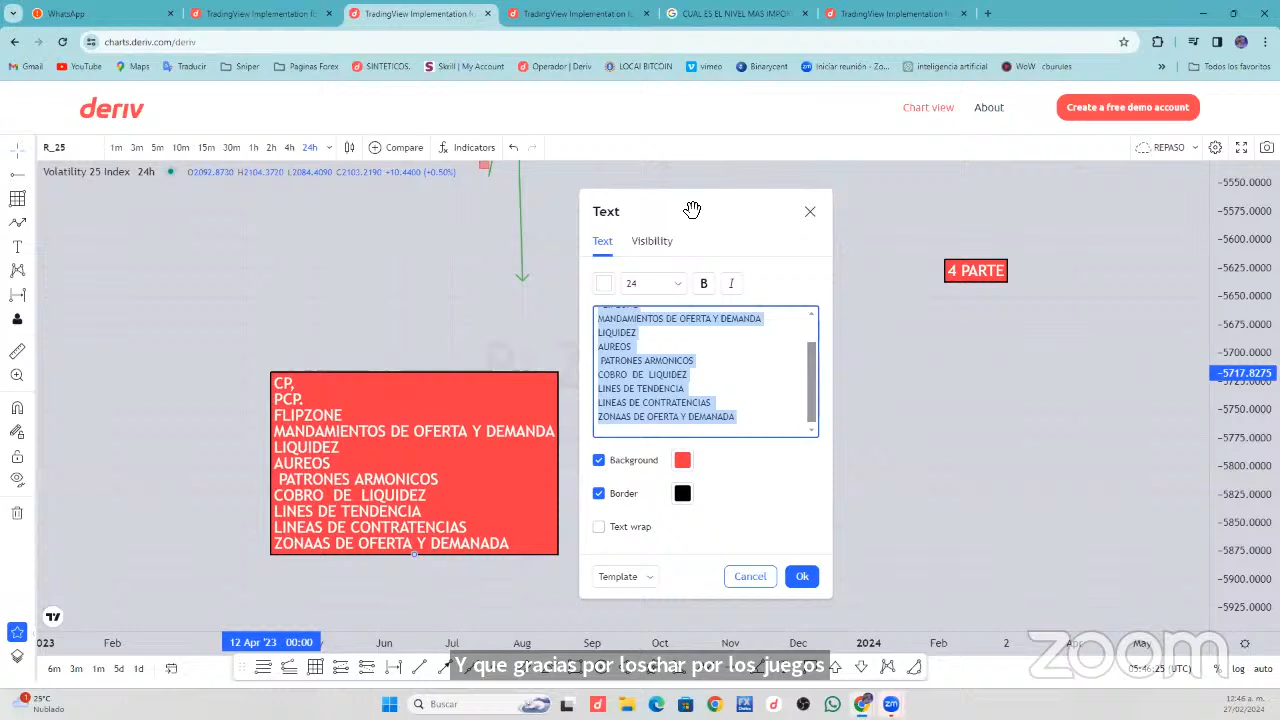 WhatsApp
TradingView Implementation fo
TradingView Implementation fo
TradingView Implementation fo
CUAL ES EL NIVEL MAS IMPOR
TradingView Implementation fo
charts.deriv.com/deriv
Gmail
YouTube
Maps
Traducir
Sniper
Paginas Forex
SINTETICOS.
Skrill | My Account
Operador | Deriv
LOCAl BITCOIN
vimeo
Binarycent
Iniciar reunión - Zo...
inteligencia artificial
WoW cburules
Todos los favoritos
deriv
Chart view
About
Create a free demo account
R_25
1m 3m 5m 10m 15m 30m 1h 2h 4h 24h
Compare
Indicators
REPASO
Volatility 25 Index 24h
O2092.8730 H2104.3720 L2084.4090 C2103.2190 +10.4400 (+0.50%)
Text
Text
Visibility
24
B
I
MANDAMIENTOS DE OFERTA Y DEMANDA
LIQUIDEZ
AUREOS
PATRONES ARMONICOS
COBRO DE LIQUIDEZ
LINES DE TENDENCIA
LINEAS DE CONTRATENCIAS
ZONAAS DE OFERTA Y DEMANADA
Background
Border
Text wrap
Template
Cancel
Ok
4 PARTE
CP,
PCP.
FLIPZONE
MANDAMIENTOS DE OFERTA Y DEMANDA
LIQUIDEZ
AUREOS
PATRONES ARMONICOS
COBRO DE LIQUIDEZ
LINES DE TENDENCIA
LINEAS DE CONTRATENCIAS
ZONAAS DE OFERTA Y DEMANADA
−5550.0000
−5575.0000
−5600.0000
−5625.0000
−5650.0000
−5675.0000
−5700.0000
−5717.8275
−5725.0000
−5750.0000
−5775.0000
−5800.0000
−5825.0000
−5850.0000
−5875.0000
−5900.0000
−5925.0000
2023 Feb 12 Apr '23 00:00 Jun Jul Aug Sep Oct Nov Dec 2024 Feb
6m 3m 1m 5d 1d
% log auto
zoom
Y que gracias por loschar por los juegos
25°C
Nublado
Buscar
12:46 a. m.
27/02/2024